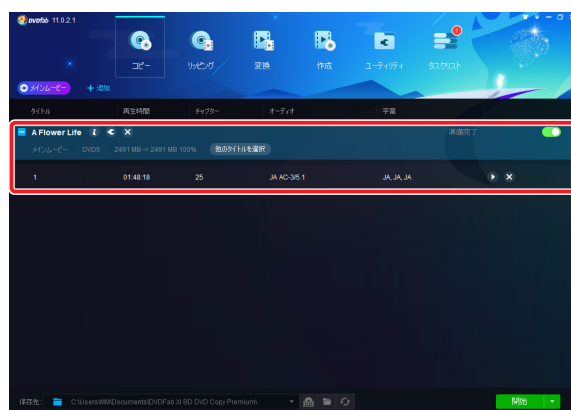 DVDFab 11.0.2.1
コピー リッピング 変換 作成 ユーティリティ タスクリスト
メインムービー + 追加
タイトル 再生時間 チャプター オーディオ 字幕
A Flower Life 準備完了
メインムービー DVD5 2491 MB -> 2491 MB 100% 他のタイトルを選択
1 01:48:18 25 JA AC-3/5.1 JA, JA, JA
保存先: C:\Users\WM\Documents\DVDFab XI BD DVD Copy Premium\ 開始